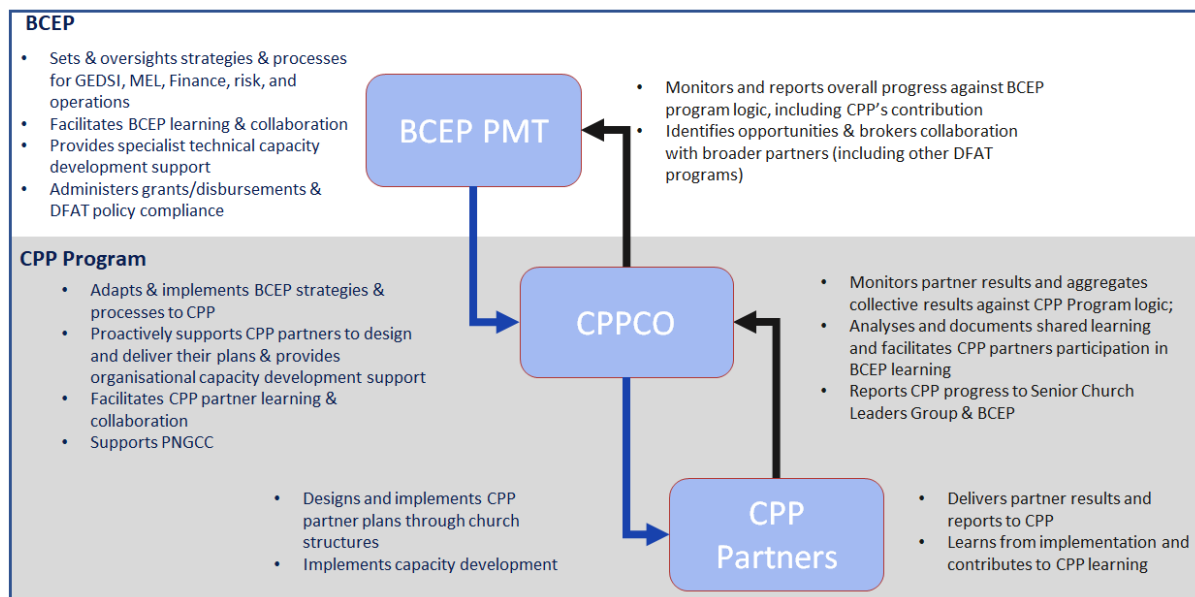 BCEP
• Sets & oversights strategies & processes
for GEDSI, MEL, Finance, risk, and
operations
• Facilitates BCEP learning & collaboration
• Provides specialist technical capacity
development support
• Administers grants/disbursements &
DFAT policy compliance
BCEP PMT
• Monitors and reports overall progress against BCEP
program logic, including CPP's contribution
• Identifies opportunities & brokers collaboration
with broader partners (including other DFAT
programs)
CPP Program
• Adapts & implements BCEP strategies &
processes to CPP
• Proactively supports CPP partners to design
and deliver their plans & provides
organisational capacity development support
• Facilitates CPP partner learning &
collaboration
• Supports PNGCC
CPPCO
• Monitors partner results and aggregates
collective results against CPP Program logic;
• Analyses and documents shared learning
and facilitates CPP partners participation in
BCEP learning
• Reports CPP progress to Senior Church
Leaders Group & BCEP
• Designs and implements CPP
partner plans through church
structures
• Implements capacity development
CPP
Partners
• Delivers partner results and
reports to CPP
• Learns from implementation and
contributes to CPP learning